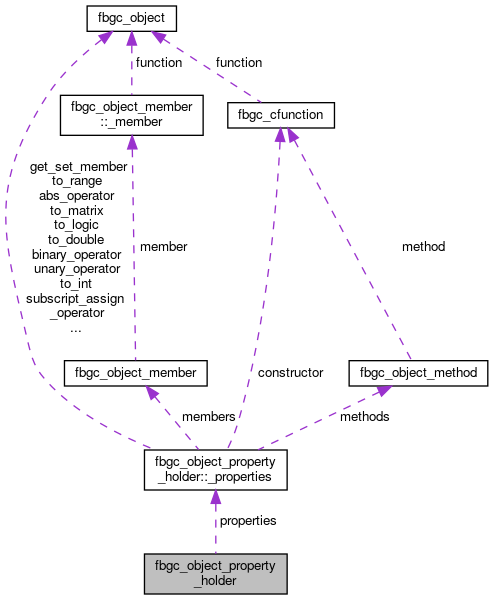 fbgc_object
function
function
fbgc_object_member
::_member
fbgc_cfunction
get_set_member
to_range
abs_operator
to_matrix
to_logic
to_double
binary_operator
unary_operator
to_int
subscript_assign
_operator
...
member
method
fbgc_object_member
constructor
fbgc_object_method
members
methods
fbgc_object_property
_holder::_properties
properties
fbgc_object_property
_holder